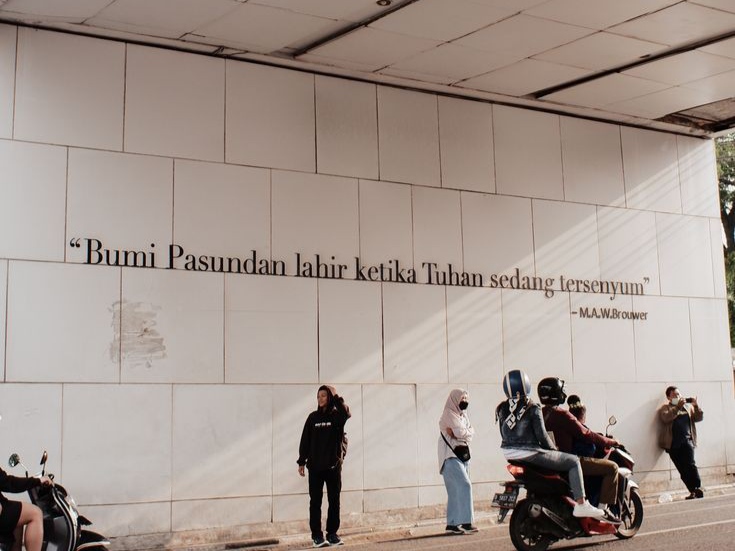 “Bumi Pasundan lahir ketika Tuhan sedang tersenyum”
– M.A.W.Brouwer